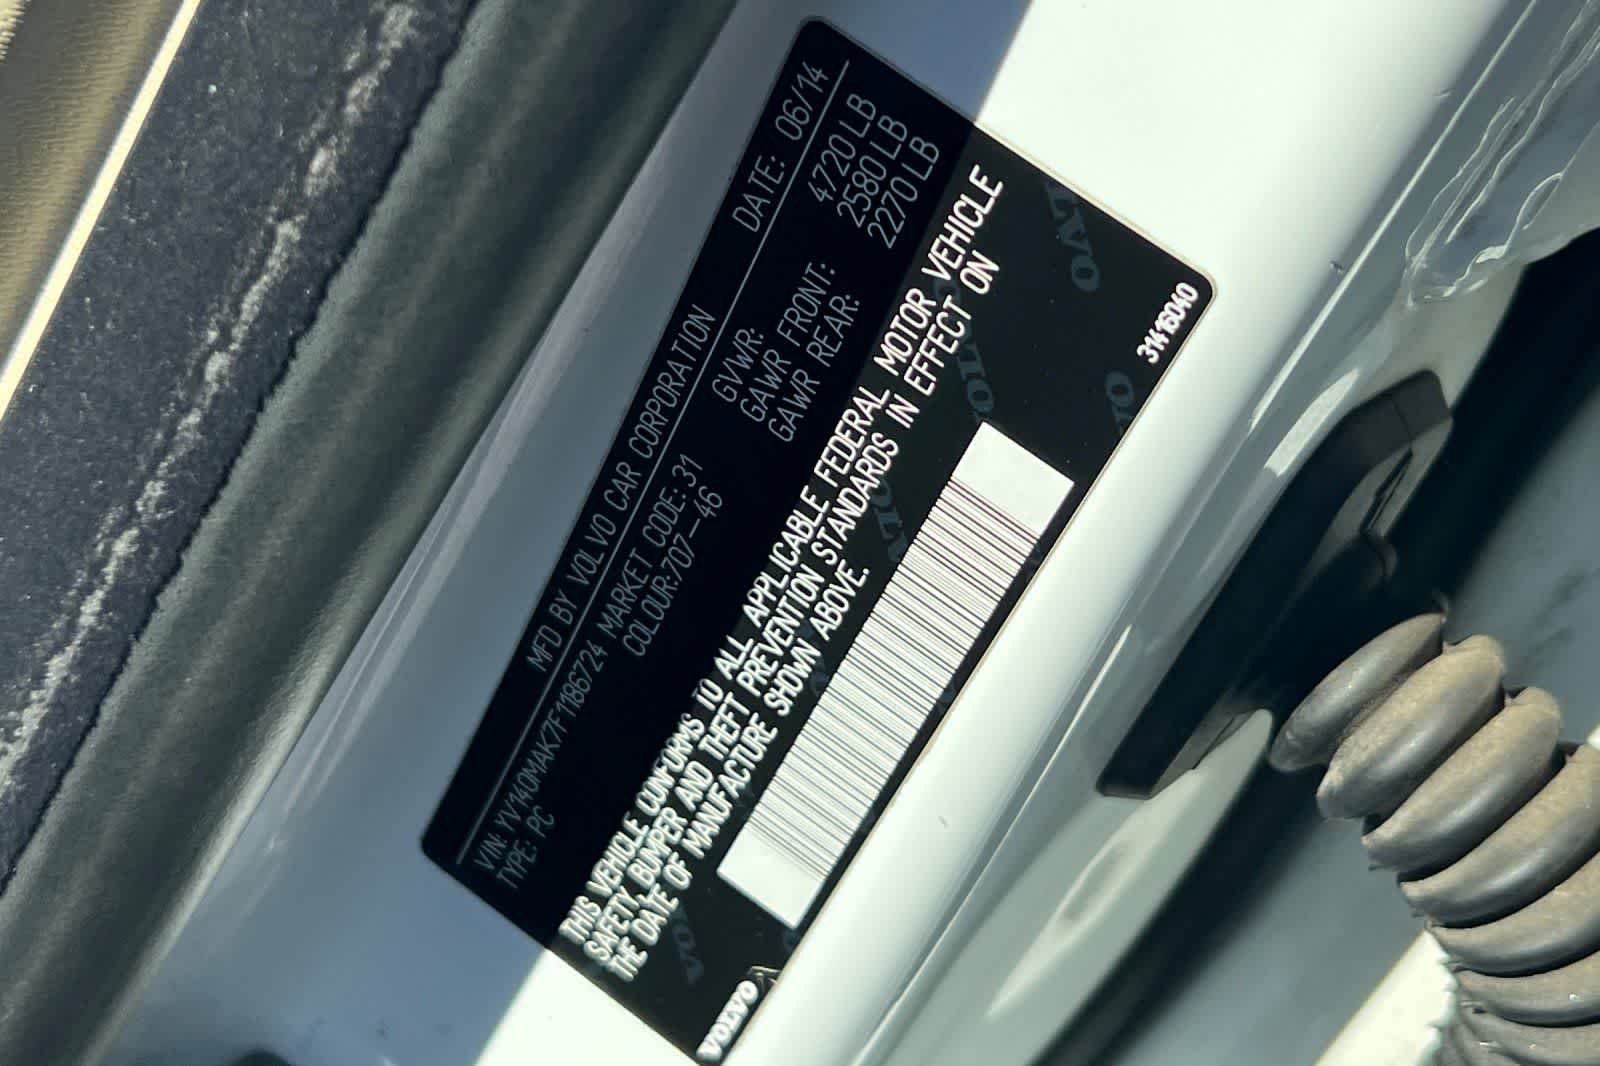 MFD BY VOLVO CAR CORPORATION DATE: 06/14
VIN: YV140MAK7F1186724 MARKET CODE: 31 GVWR: 4720 LB
TYPE: PC COLOUR:707-46 GAWR FRONT: 2580 LB
GAWR REAR: 2270 LB
THIS VEHICLE CONFORMS TO ALL APPLICABLE FEDERAL MOTOR VEHICLE
SAFETY, BUMPER AND THEFT PREVENTION STANDARDS IN EFFECT ON
THE DATE OF MANUFACTURE SHOWN ABOVE.
VOLVO 31416040